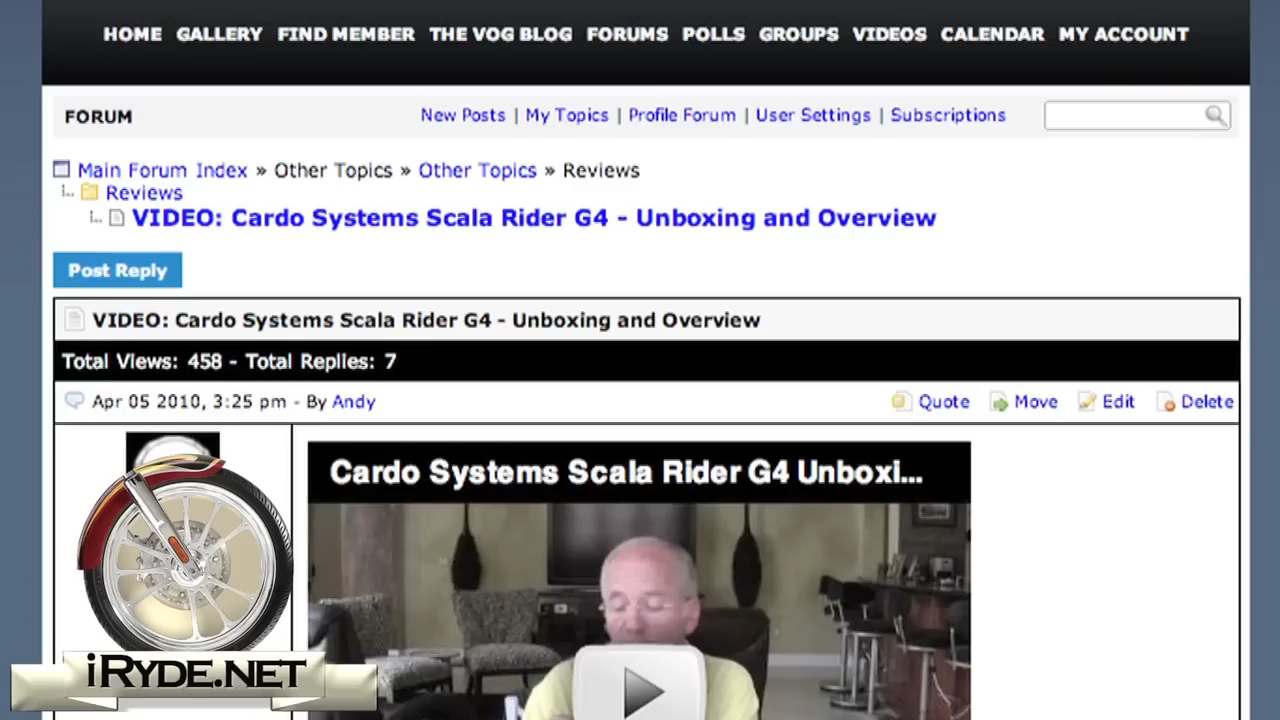 HOME GALLERY FIND MEMBER THE VOG BLOG FORUMS POLLS GROUPS VIDEOS CALENDAR MY ACCOUNT
FORUM New Posts | My Topics | Profile Forum | User Settings | Subscriptions
Main Forum Index » Other Topics » Other Topics » Reviews
Reviews
VIDEO: Cardo Systems Scala Rider G4 - Unboxing and Overview
Post Reply
VIDEO: Cardo Systems Scala Rider G4 - Unboxing and Overview
Total Views: 458 - Total Replies: 7
Apr 05 2010, 3:25 pm - By Andy Quote Move Edit Delete
Cardo Systems Scala Rider G4 Unboxi...
iRYDE.NET